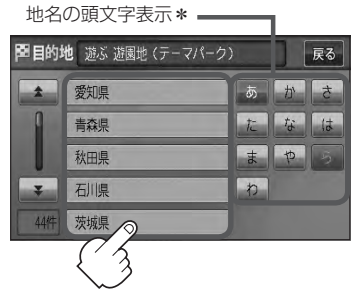 地名の頭文字表示＊
目的地 遊ぶ 遊園地（テーマパーク） 戻る
愛知県 あ か さ
青森県 た な は
秋田県 ま や ら
石川県 わ
44件 茨城県